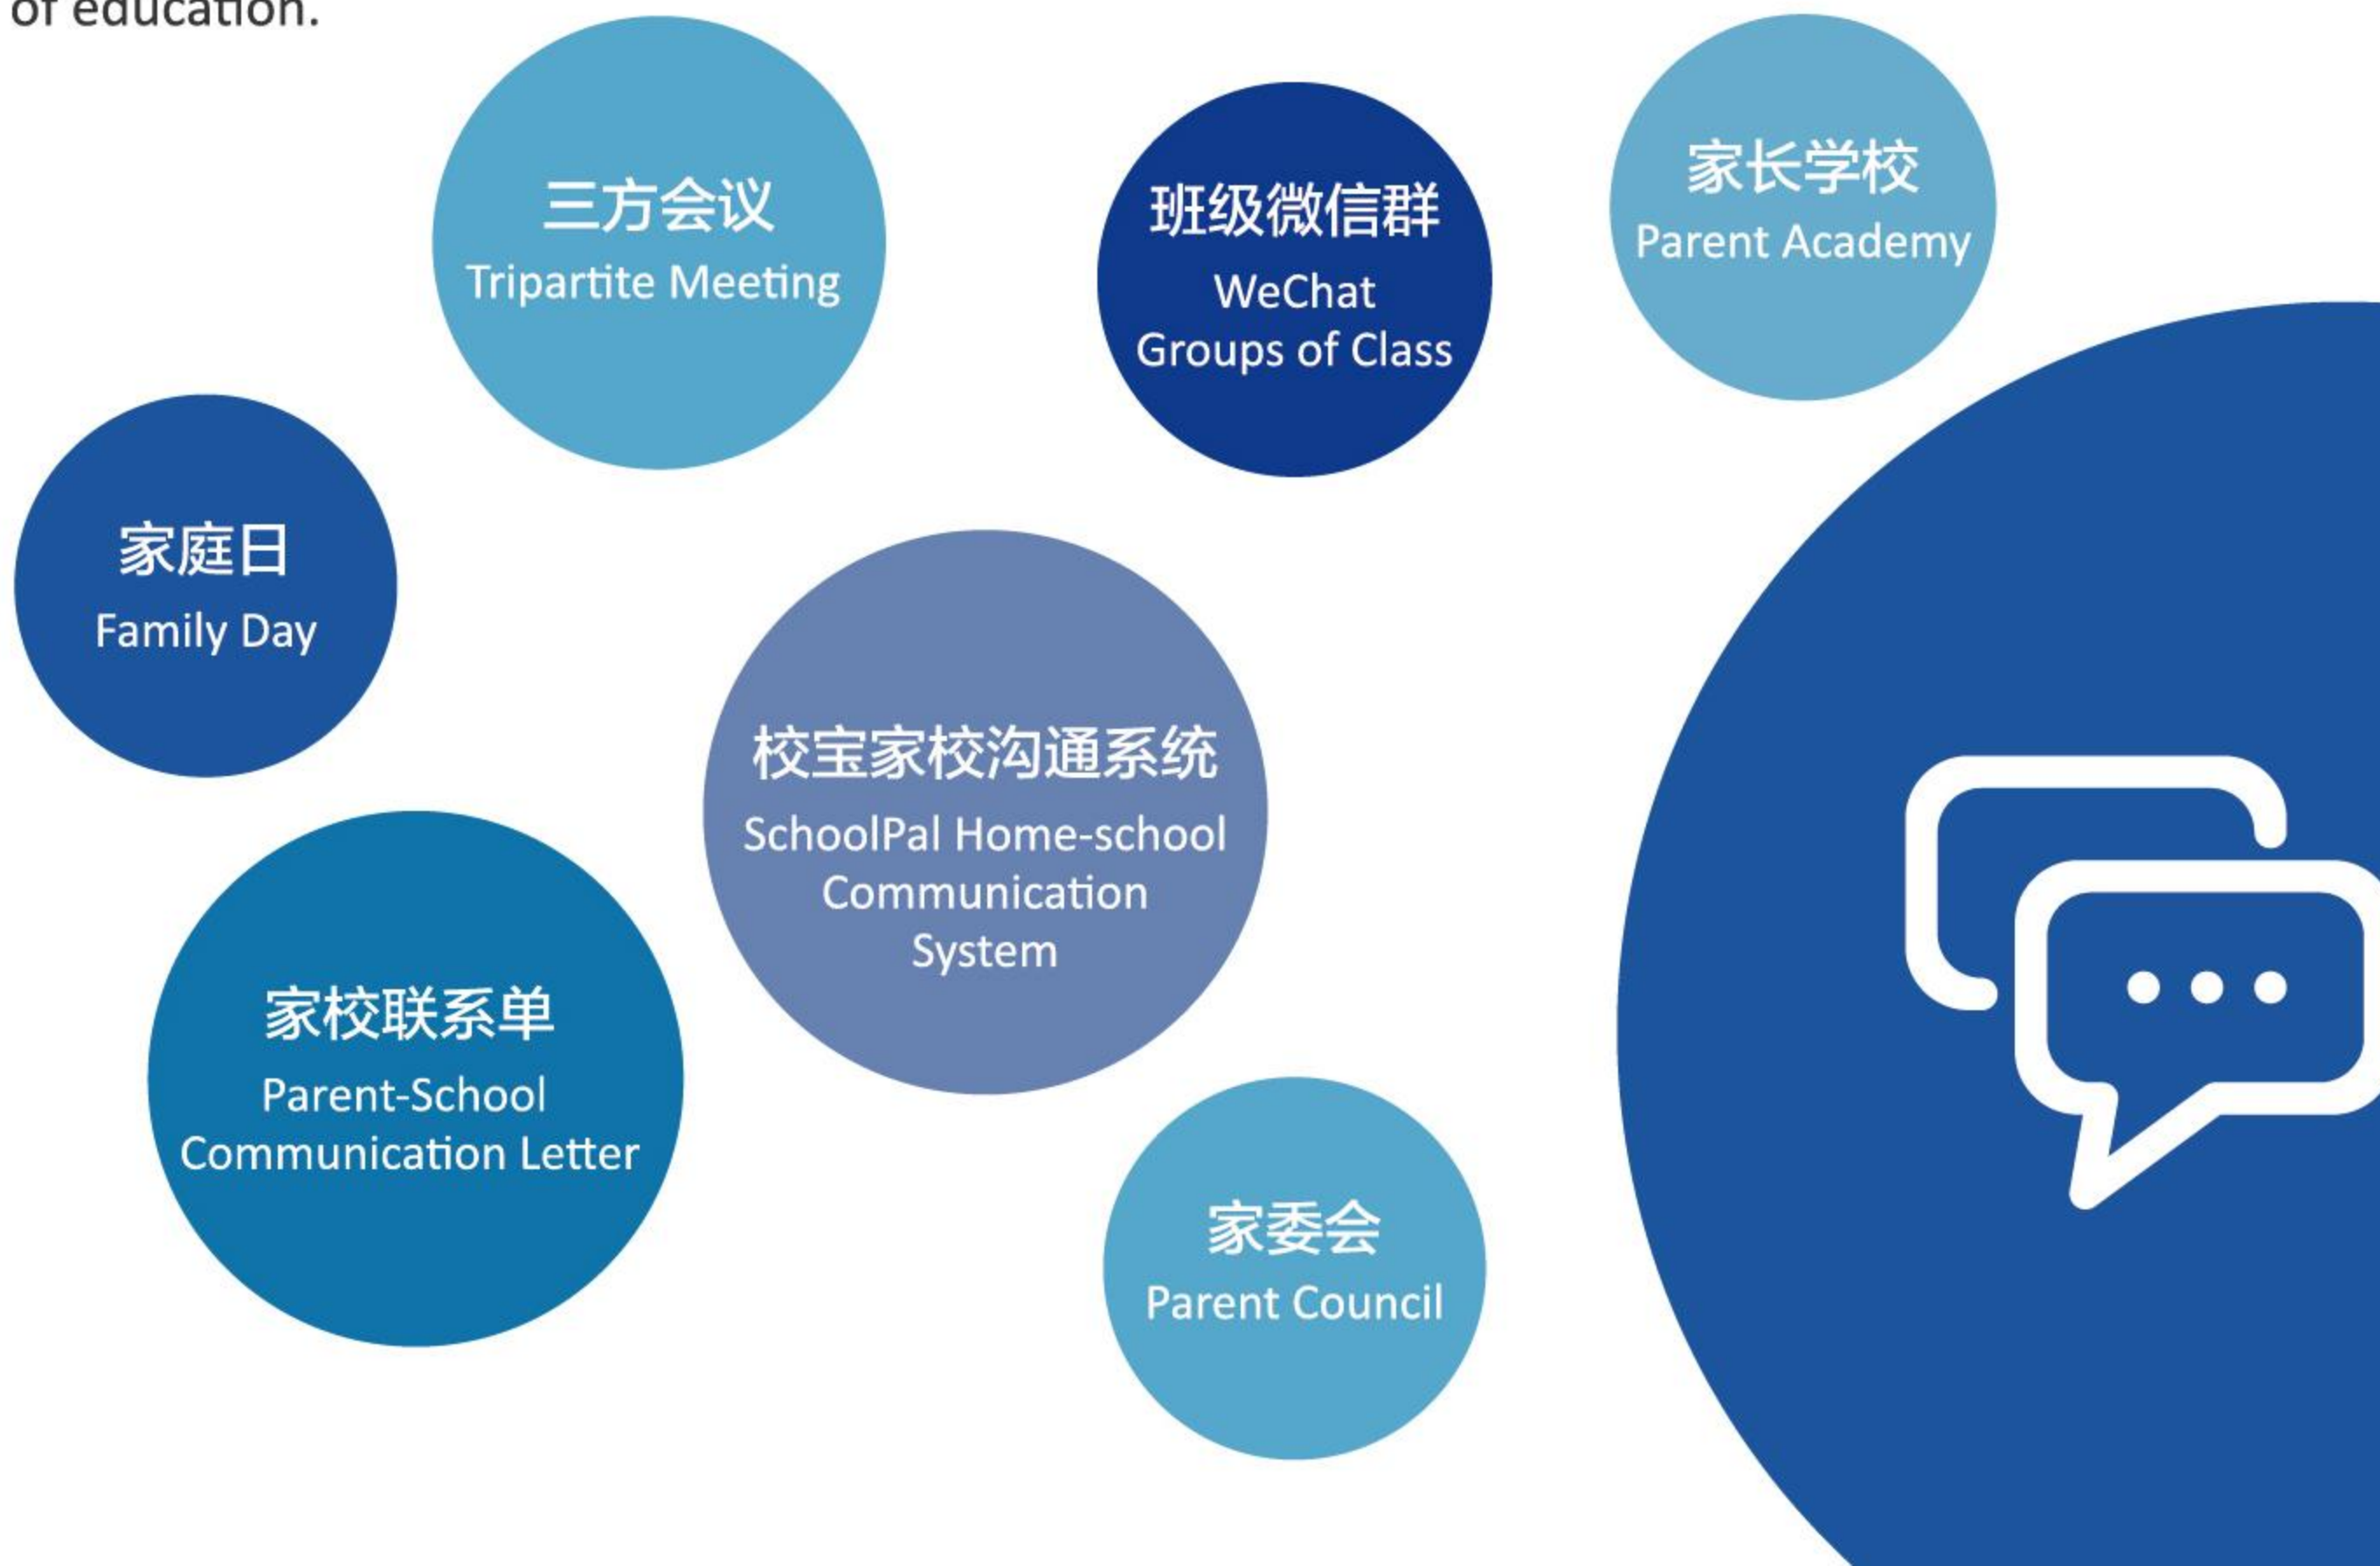 of education.
三方会议
Tripartite Meeting
班级微信群
WeChat
Groups of Class
家长学校
Parent Academy
家庭日
Family Day
校宝家校沟通系统
SchoolPal Home-school
Communication
System
家校联系单
Parent-School
Communication Letter
家委会
Parent Council